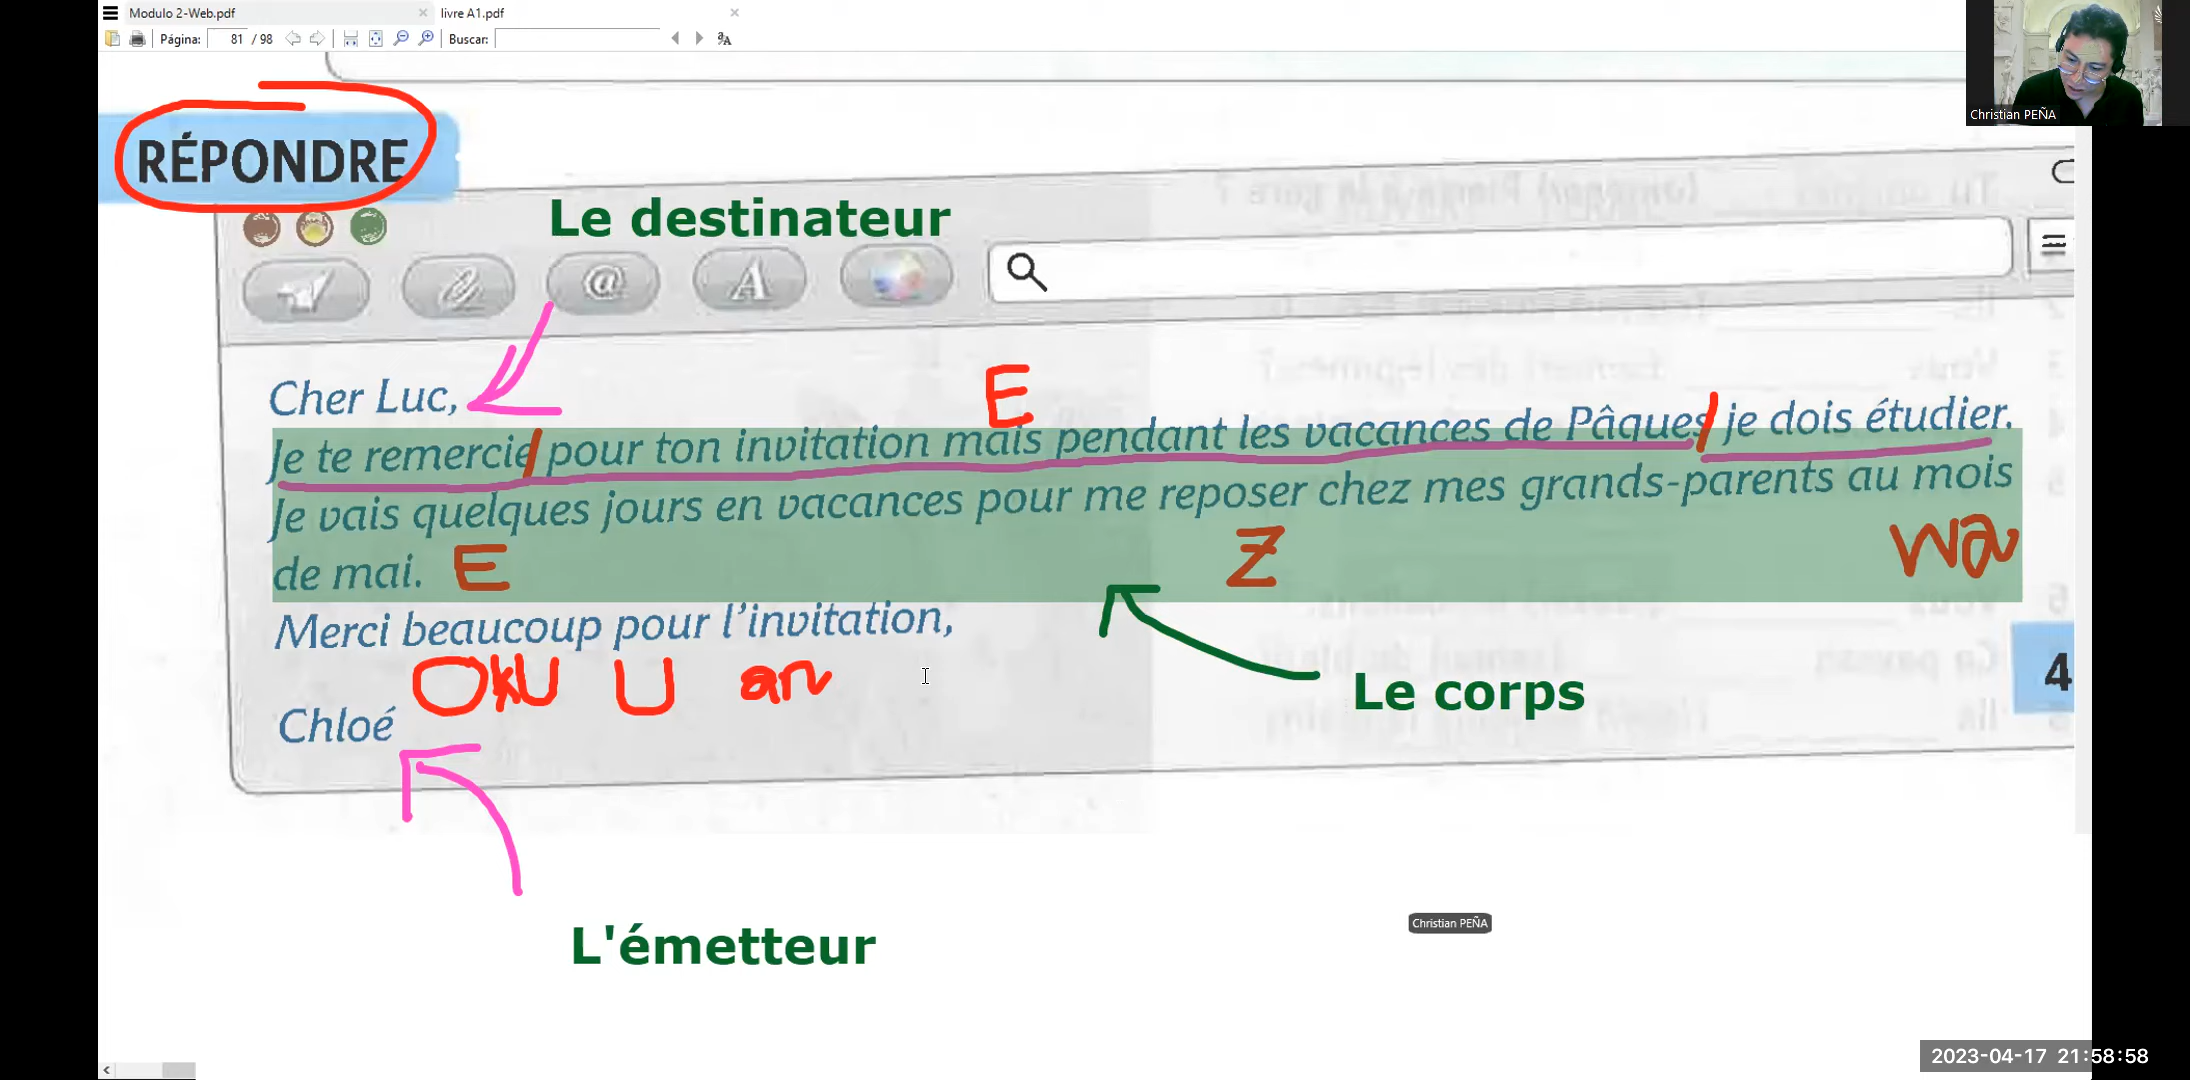 Modulo 2-Web.pdf × livre A1.pdf ×
Página: 81 / 98 Buscar:
Christian PEÑA
RÉPONDRE
Le destinateur
@ A
Cher Luc,
E
Je te remercie/ pour ton invitation mais pendant les vacances de Pâques/ je dois étudier.
Je vais quelques jours en vacances pour me reposer chez mes grands-parents au mois
de mai. E Z wa
Merci beaucoup pour l'invitation,
OkU U an
Le corps
4
Chloé
Christian PEÑA
L'émetteur
2023-04-17 21:58:58